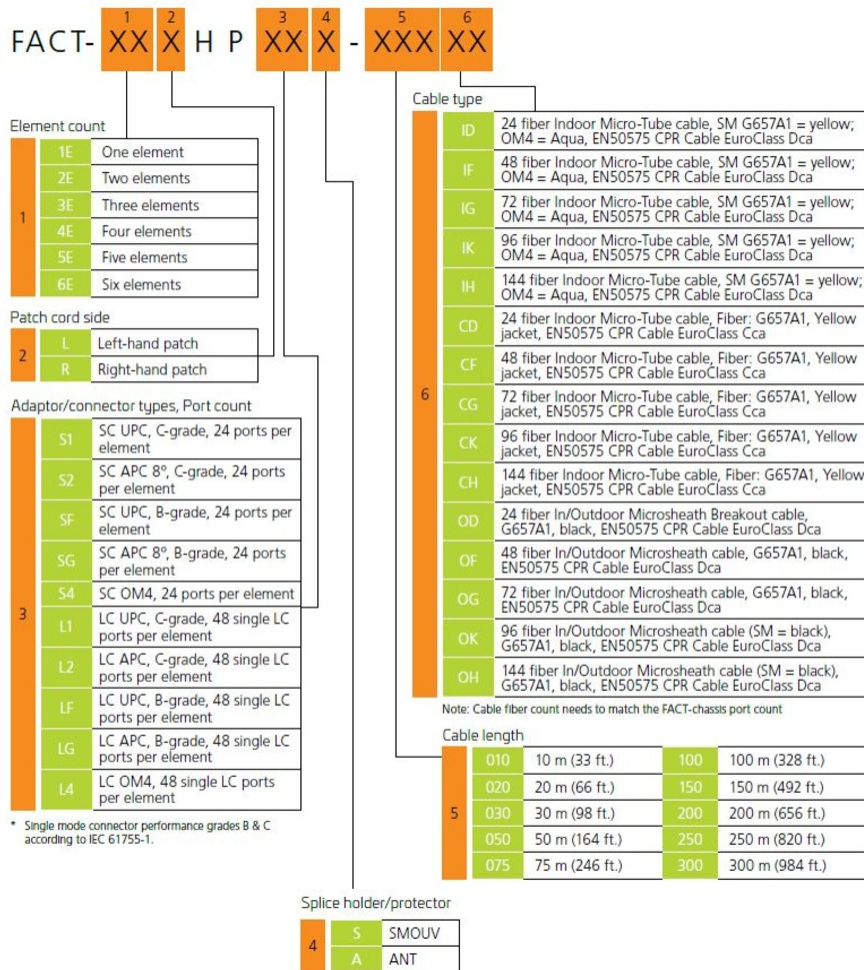 1 2 3 4 5 6
FACT- XX X H P XX X - XXX XX
Element count
1
1E One element
2E Two elements
3E Three elements
4E Four elements
5E Five elements
6E Six elements
Patch cord side
2
L Left-hand patch
R Right-hand patch
Adaptor/connector types, Port count
3
S1 SC UPC, C-grade, 24 ports per
element
S2 SC APC 8º, C-grade, 24 ports
per element
SF SC UPC, B-grade, 24 ports per
element
SG SC APC 8º, B-grade, 24 ports
per element
S4 SC OM4, 24 ports per element
L1 LC UPC, C-grade, 48 single LC
ports per element
L2 LC APC, C-grade, 48 single LC
ports per element
LF LC UPC, B-grade, 48 single LC
ports per element
LG LC APC, B-grade, 48 single LC
ports per element
L4 LC OM4, 48 single LC ports
per element
* Single mode connector performance grades B & C
according to IEC 61755-1.
Cable type
6
ID 24 fiber Indoor Micro-Tube cable, SM G657A1 = yellow;
OM4 = Aqua, EN50575 CPR Cable EuroClass Dca
IF 48 fiber Indoor Micro-Tube cable, SM G657A1 = yellow;
OM4 = Aqua, EN50575 CPR Cable EuroClass Dca
IG 72 fiber Indoor Micro-Tube cable, SM G657A1 = yellow;
OM4 = Aqua, EN50575 CPR Cable EuroClass Dca
IK 96 fiber Indoor Micro-Tube cable, SM G657A1 = yellow;
OM4 = Aqua, EN50575 CPR Cable EuroClass Dca
IH 144 fiber Indoor Micro-Tube cable, SM G657A1 = yellow;
OM4 = Aqua, EN50575 CPR Cable EuroClass Dca
CD 24 fiber Indoor Micro-Tube cable, Fiber: G657A1, Yellow
jacket, EN50575 CPR Cable EuroClass Cca
CF 48 fiber Indoor Micro-Tube cable, Fiber: G657A1, Yellow
jacket, EN50575 CPR Cable EuroClass Cca
CG 72 fiber Indoor Micro-Tube cable, Fiber: G657A1, Yellow
jacket, EN50575 CPR Cable EuroClass Cca
CK 96 fiber Indoor Micro-Tube cable, Fiber: G657A1, Yellow
jacket, EN50575 CPR Cable EuroClass Cca
CH 144 fiber Indoor Micro-Tube cable, Fiber: G657A1, Yellow
jacket, EN50575 CPR Cable EuroClass Cca
OD 24 fiber In/Outdoor Microsheath Breakout cable,
G657A1, black, EN50575 CPR Cable EuroClass Dca
OF 48 fiber In/Outdoor Microsheath cable, G657A1, black,
EN50575 CPR Cable EuroClass Dca
OG 72 fiber In/Outdoor Microsheath cable, G657A1, black,
EN50575 CPR Cable EuroClass Dca
OK 96 fiber In/Outdoor Microsheath cable (SM = black),
G657A1, black, EN50575 CPR Cable EuroClass Dca
OH 144 fiber In/Outdoor Microsheath cable (SM = black),
G657A1, black, EN50575 CPR Cable EuroClass Dca
Note: Cable fiber count needs to match the FACT-chassis port count
Cable length
5
010 10 m (33 ft.) 100 100 m (328 ft.)
020 20 m (66 ft.) 150 150 m (492 ft.)
030 30 m (98 ft.) 200 200 m (656 ft.)
050 50 m (164 ft.) 250 250 m (820 ft.)
075 75 m (246 ft.) 300 300 m (984 ft.)
Splice holder/protector
4
S SMOUV
A ANT